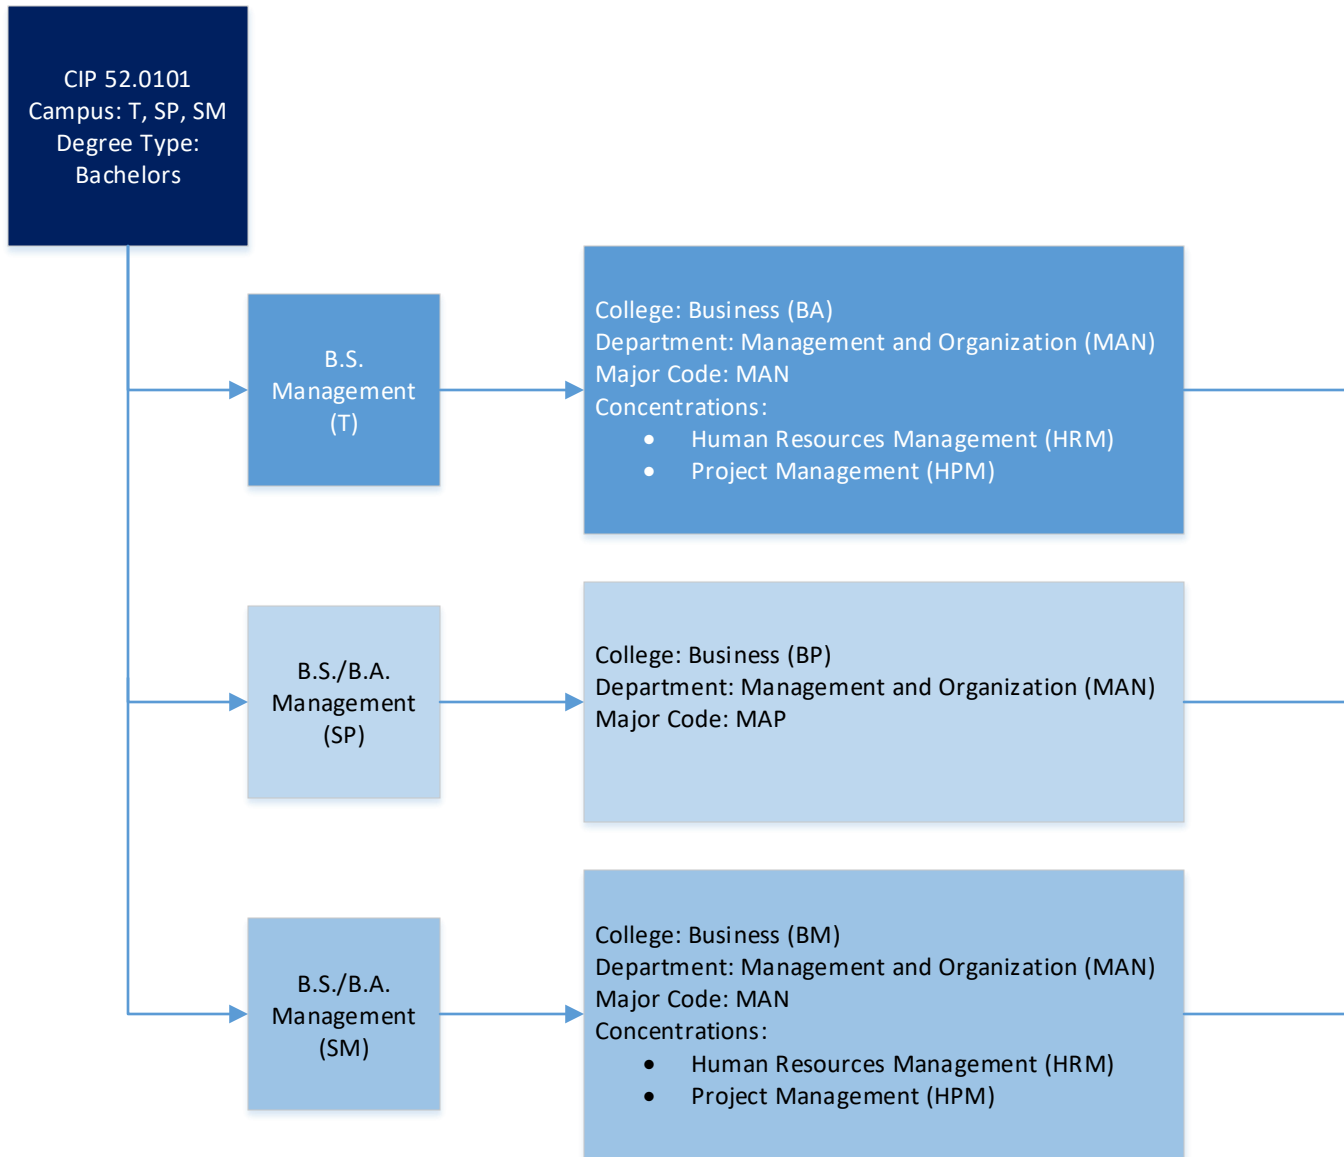 CIP 52.0101
Campus: T, SP, SM
Degree Type:
Bachelors
B.S.
Management
(T)
College: Business (BA)
Department: Management and Organization (MAN)
Major Code: MAN
Concentrations:
• Human Resources Management (HRM)
• Project Management (HPM)
B.S./B.A.
Management
(SP)
College: Business (BP)
Department: Management and Organization (MAN)
Major Code: MAP
B.S./B.A.
Management
(SM)
College: Business (BM)
Department: Management and Organization (MAN)
Major Code: MAN
Concentrations:
• Human Resources Management (HRM)
• Project Management (HPM)